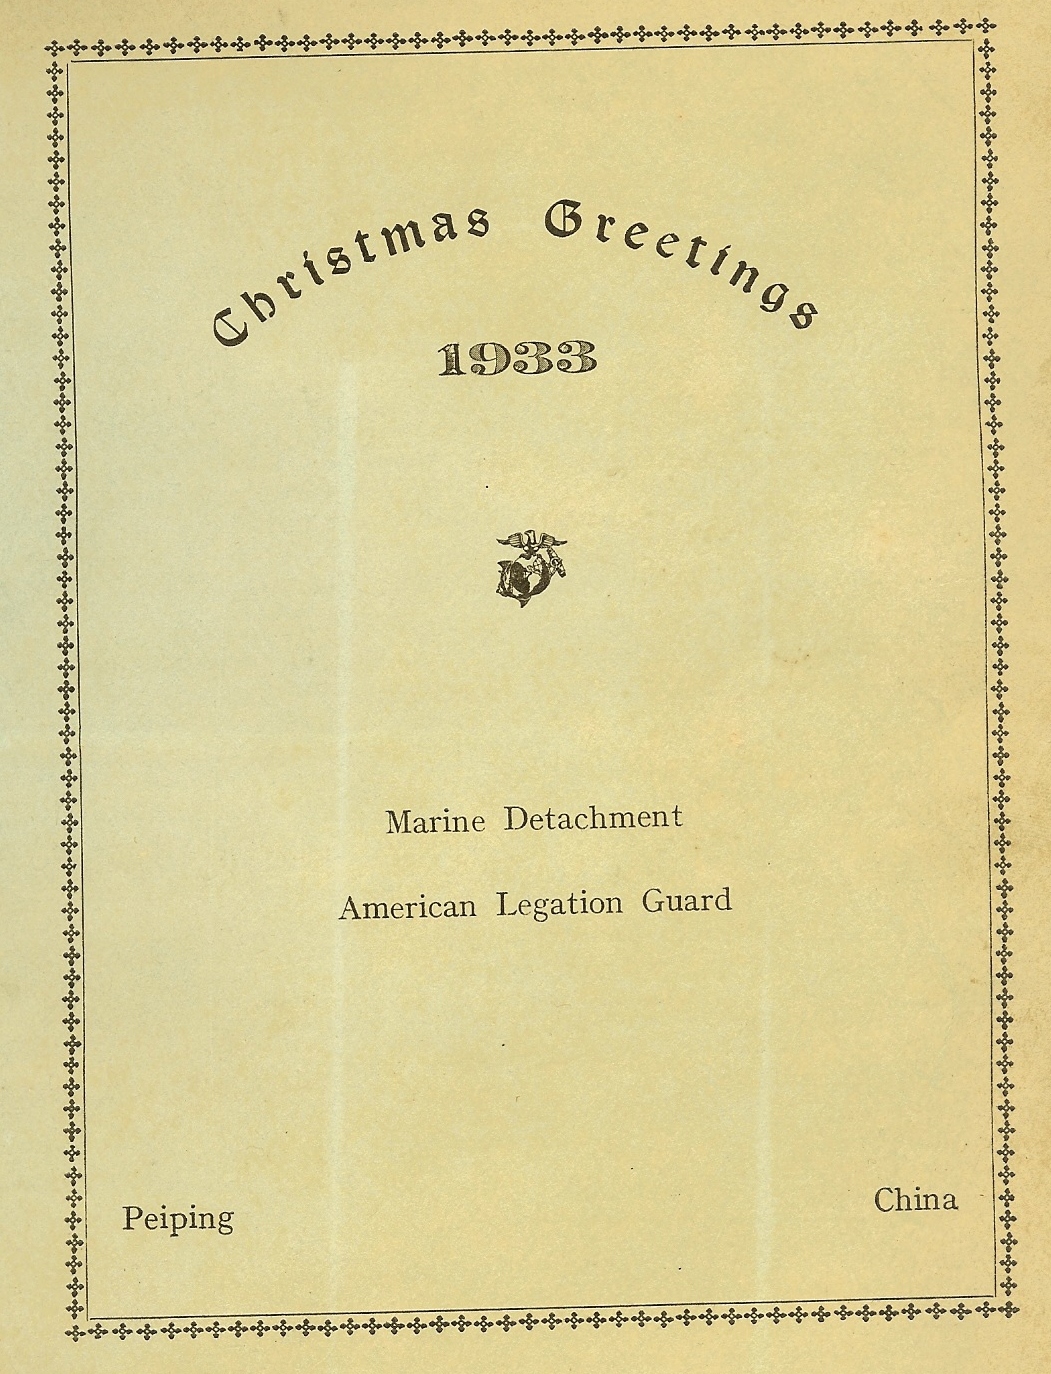 Christmas Greetings
1933
Marine Detachment
American Legation Guard
Peiping
China